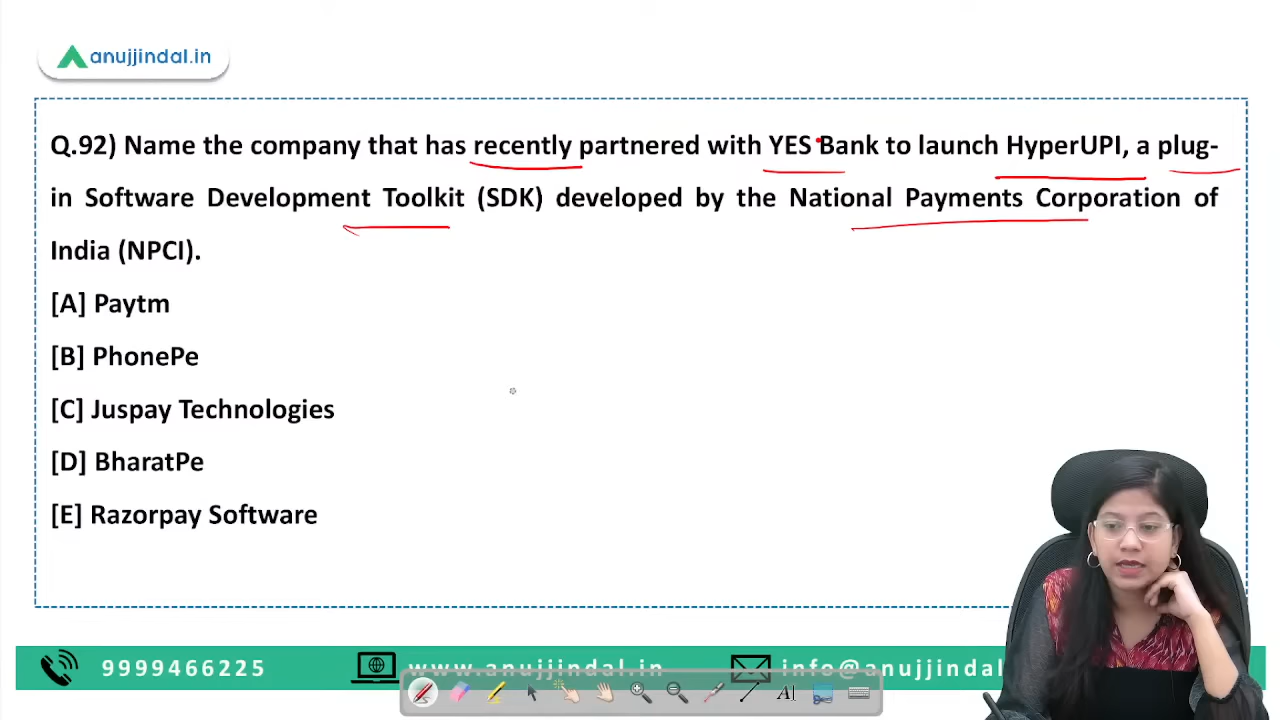 anujjindal.in
Q.92) Name the company that has recently partnered with YES Bank to launch HyperUPI, a plug-
in Software Development Toolkit (SDK) developed by the National Payments Corporation of
India (NPCI).
[A] Paytm
[B] PhonePe
[C] Juspay Technologies
[D] BharatPe
[E] Razorpay Software
9999466225 www.anujjindal.in info@anujjindal
A